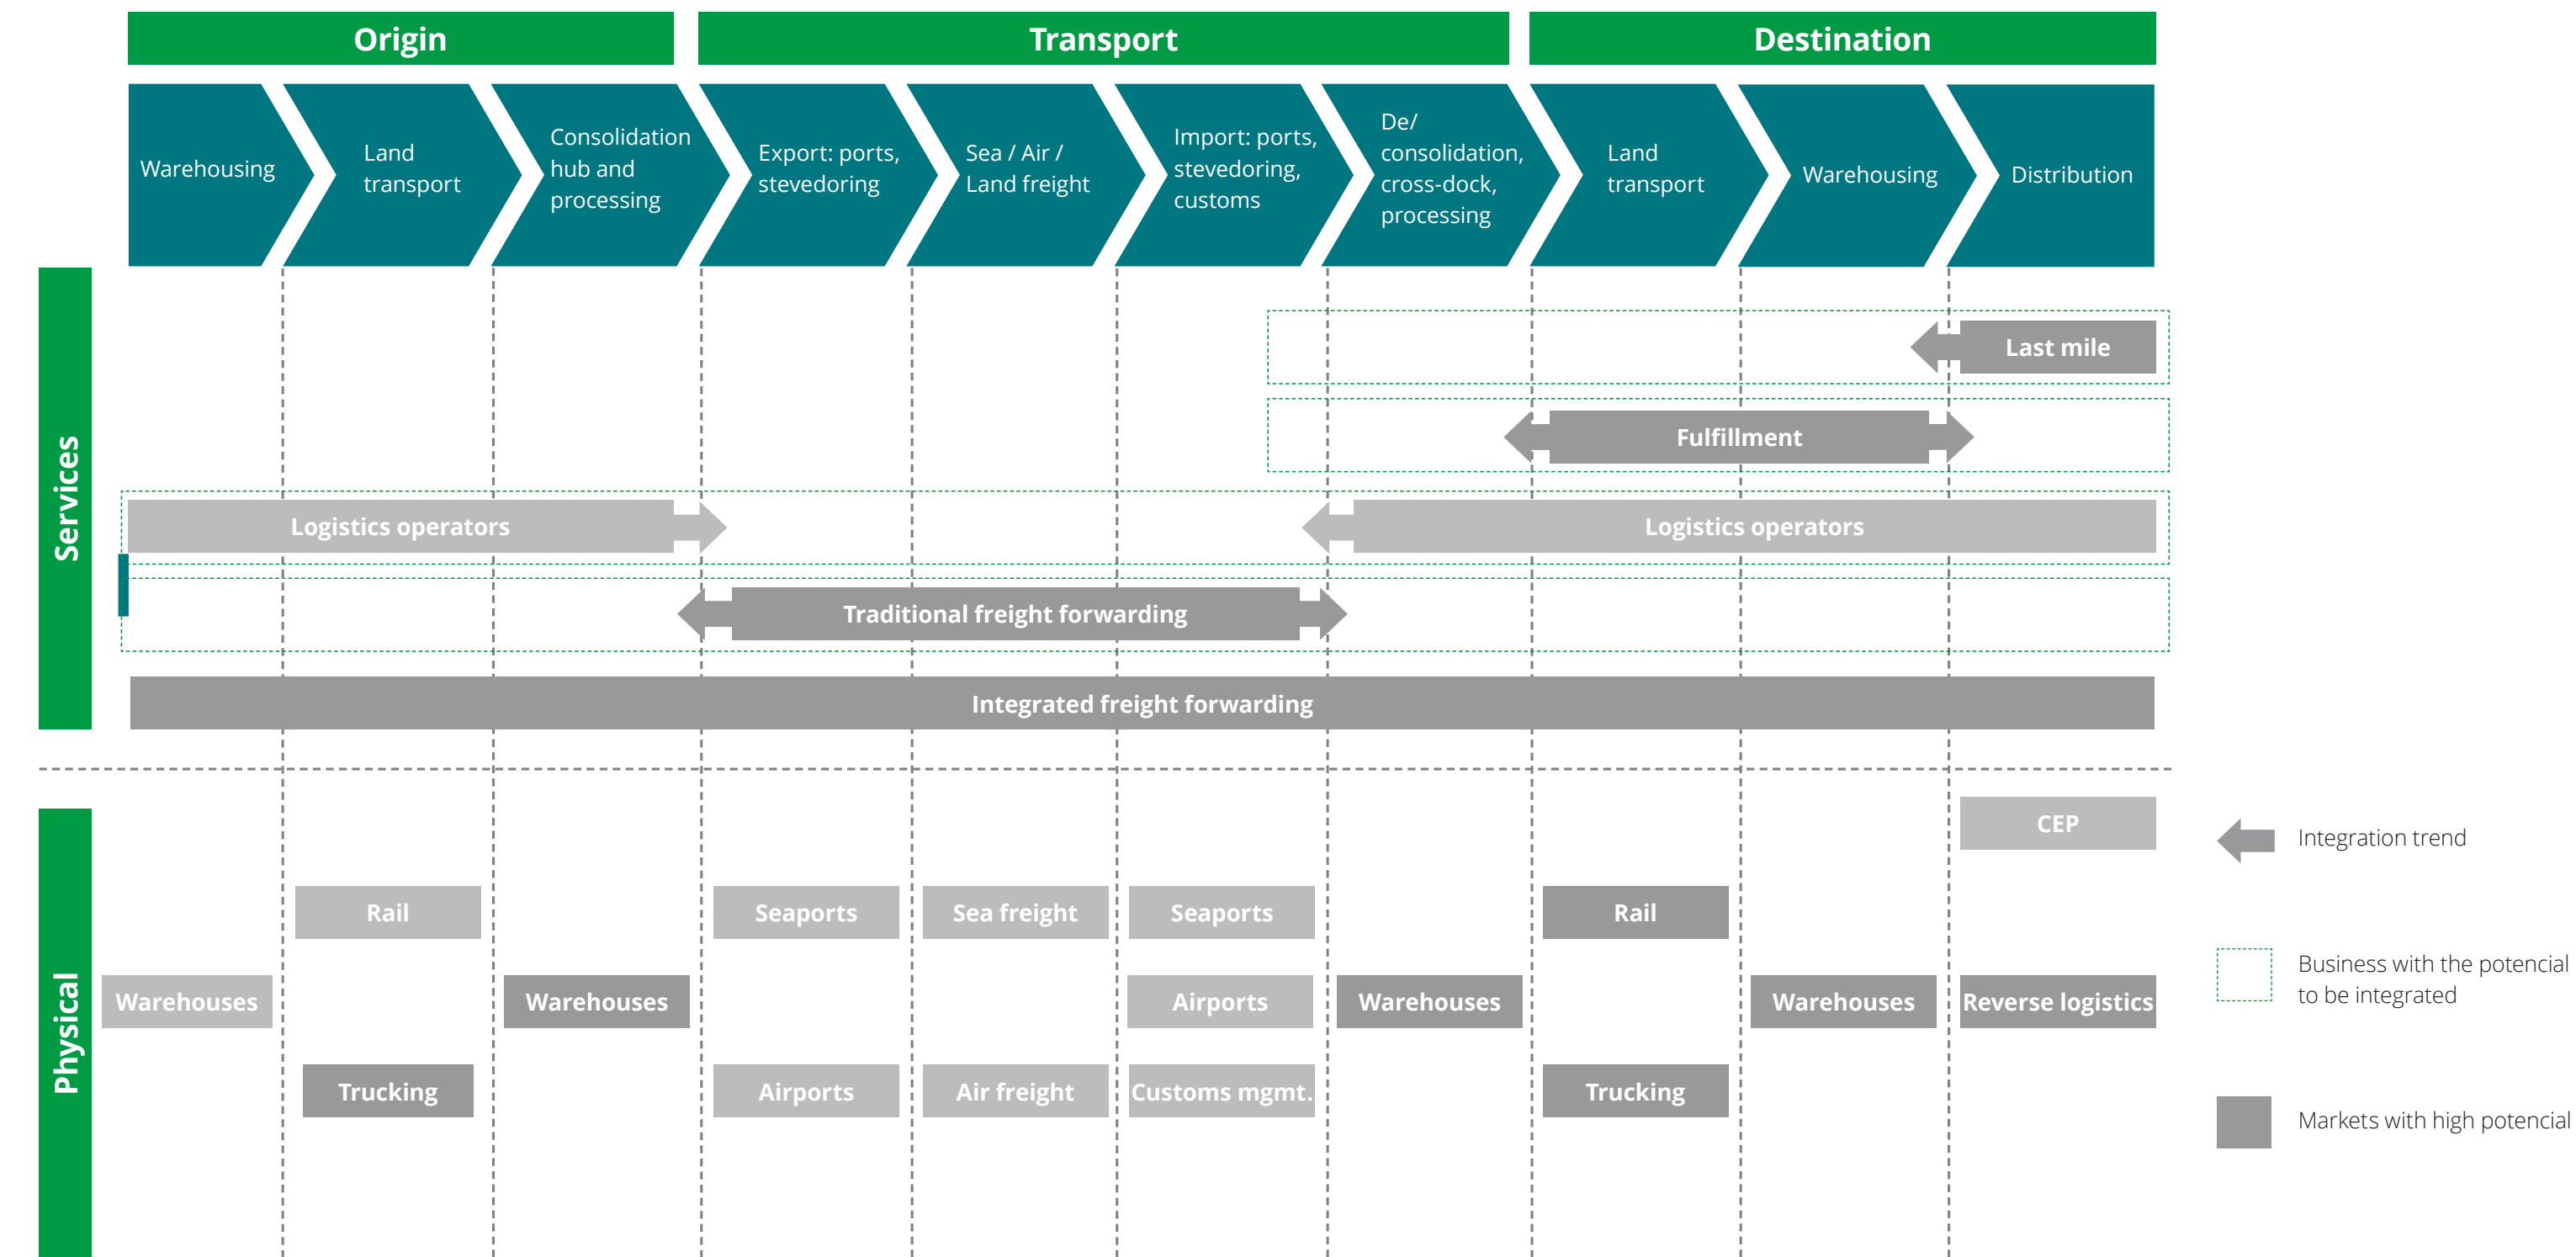 Origin
Transport
Destination
Warehousing
Land
transport
Consolidation
hub and
processing
Export: ports,
stevedoring
Sea / Air /
Land freight
Import: ports,
stevedoring,
customs
De/
consolidation,
cross-dock,
processing
Land
transport
Warehousing
Distribution
Services
Last mile
Fulfillment
Logistics operators
Logistics operators
Traditional freight forwarding
Integrated freight forwarding
Physical
CEP
Rail
Seaports
Sea freight
Seaports
Rail
Warehouses
Warehouses
Airports
Warehouses
Warehouses
Reverse logistics
Trucking
Airports
Air freight
Customs mgmt.
Trucking
Integration trend
Business with the potencial
to be integrated
Markets with high potencial